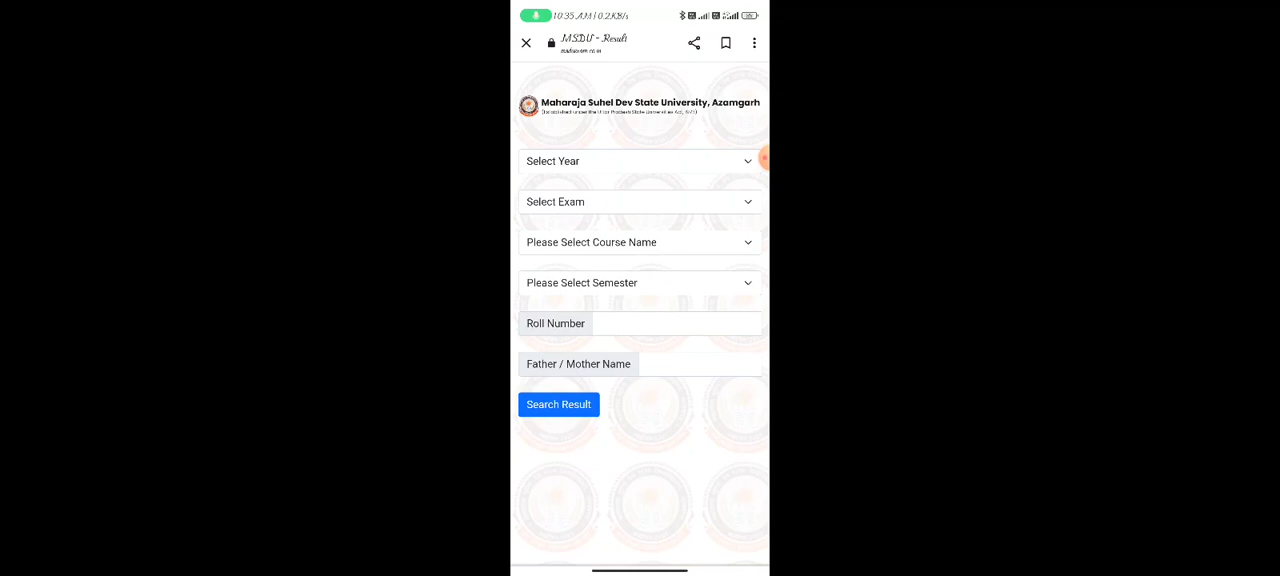 10:35 AM | 0.2KB/s
MSDU - Result
Maharaja Suhel Dev State University, Azamgarh
Select Year
Select Exam
Please Select Course Name
Please Select Semester
Roll Number
Father / Mother Name
Search Result